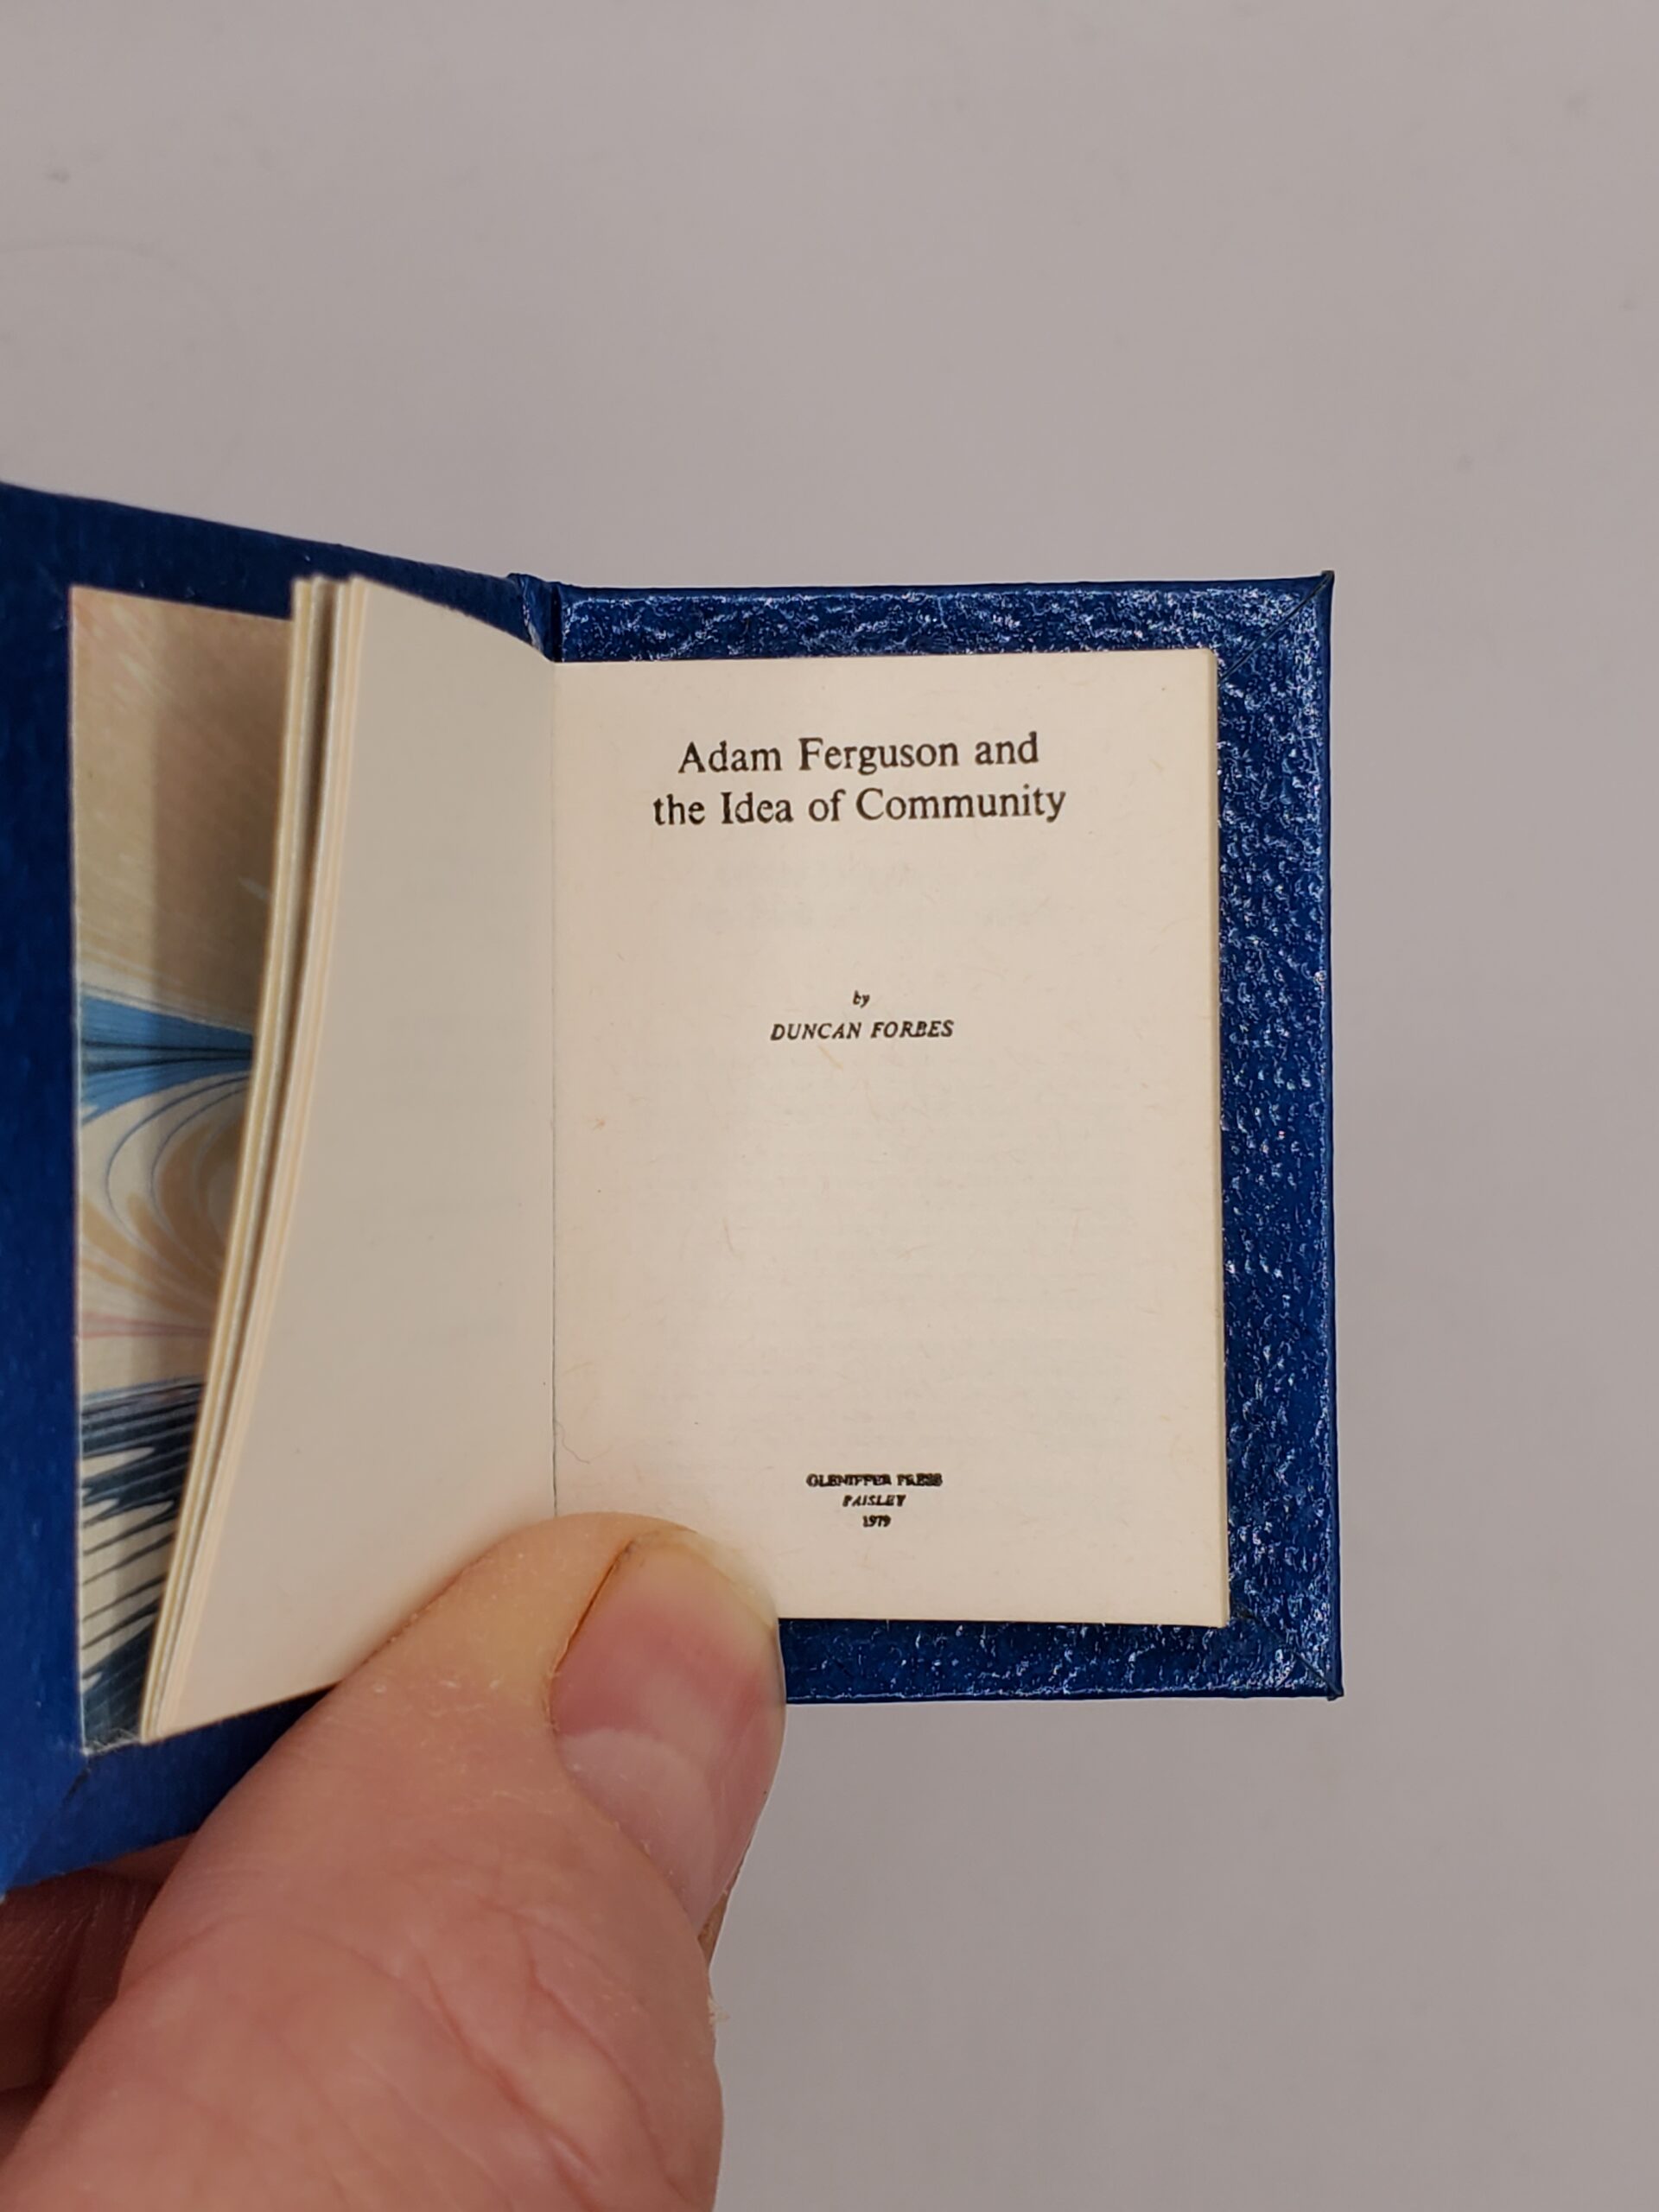 Adam Ferguson and
the Idea of Community
by
DUNCAN FORBES
GLENIFFER PRESS
PAISLEY
1979